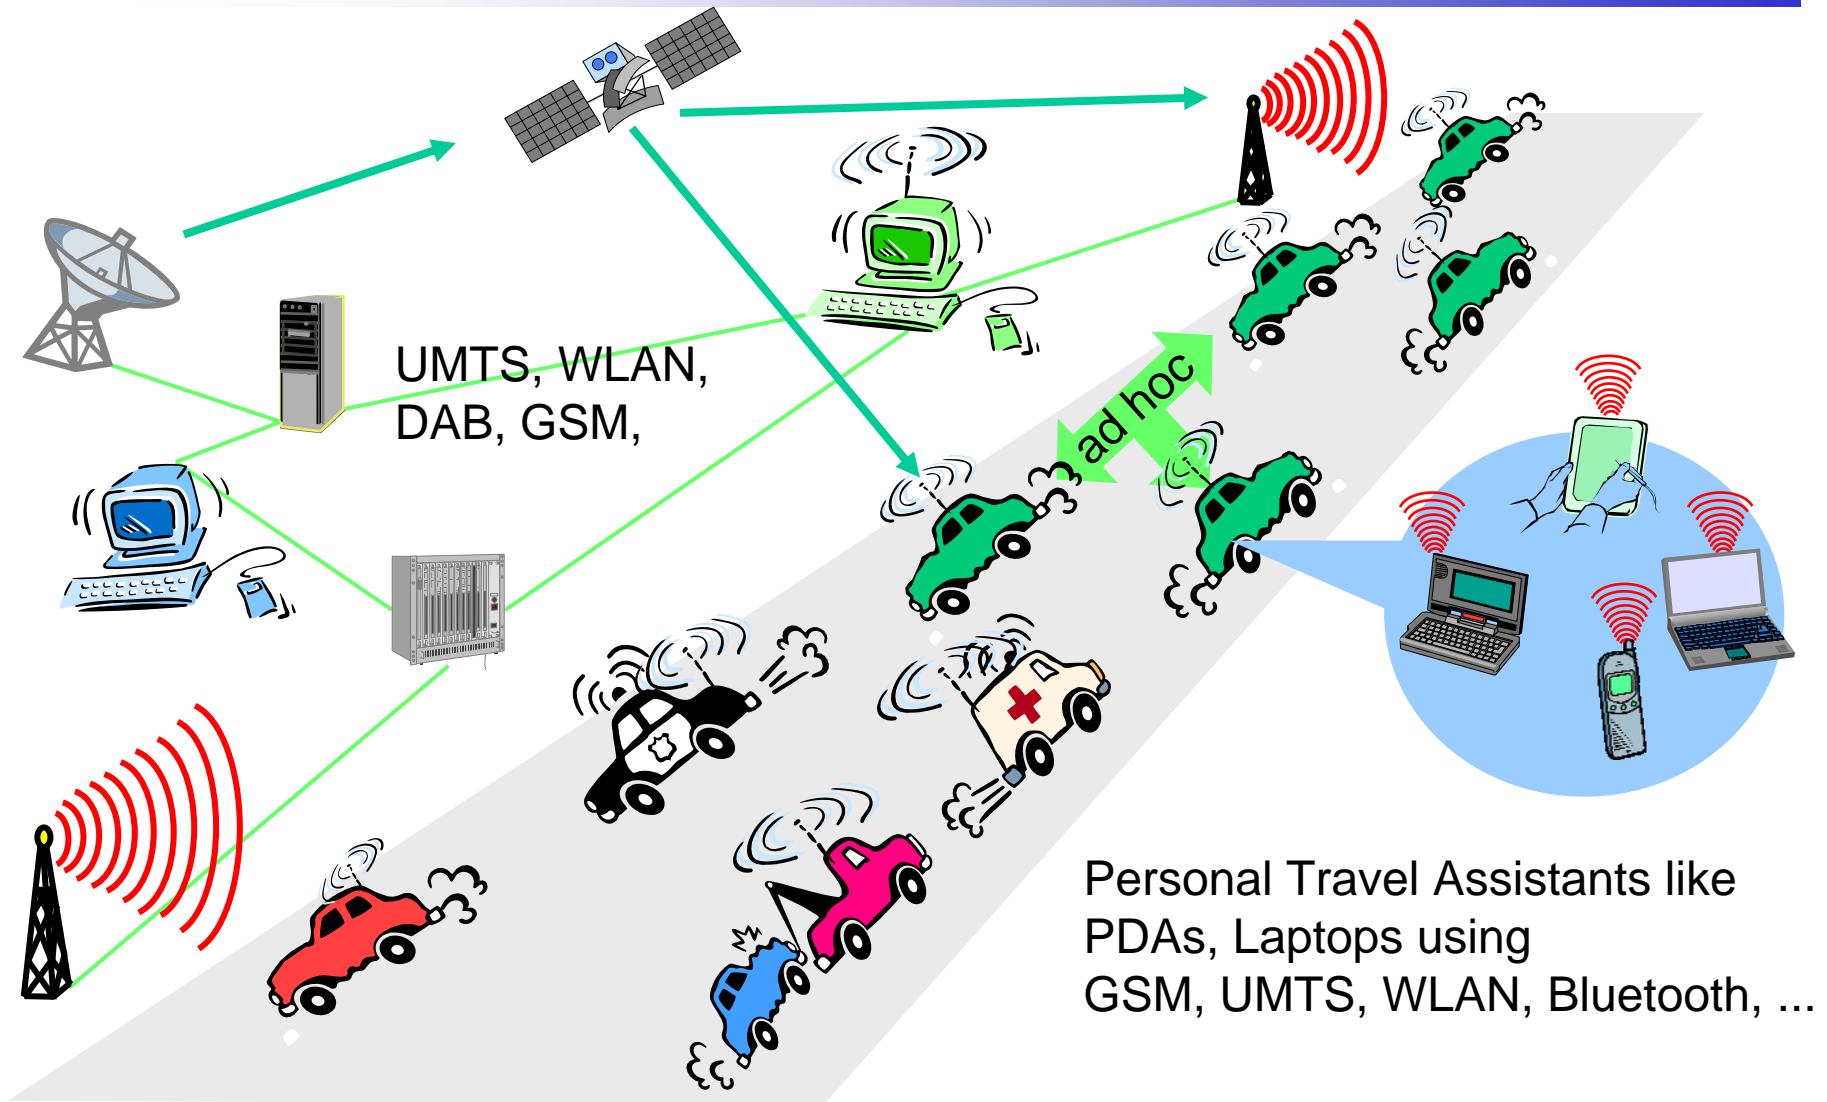 UMTS, WLAN,
DAB, GSM,
ad hoc
Personal Travel Assistants like
PDAs, Laptops using
GSM, UMTS, WLAN, Bluetooth, ...